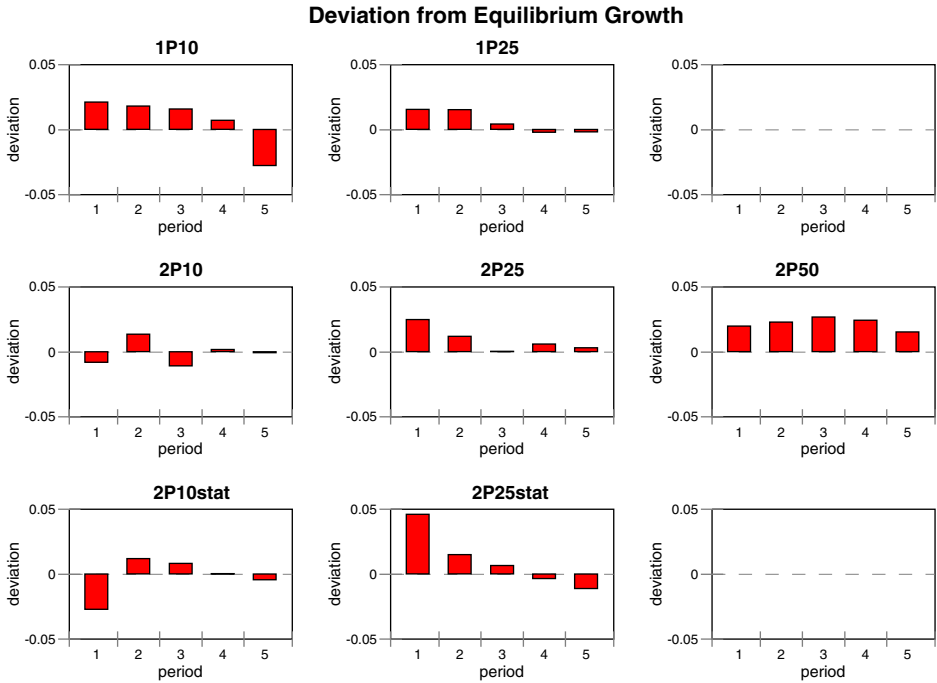 Deviation from Equilibrium Growth
1P10
0.05
0
-0.05
deviation
1 2 3 4 5
period
1P25
0.05
0
-0.05
deviation
1 2 3 4 5
period
0.05
0
-0.05
deviation
1 2 3 4 5
period
2P10
0.05
0
-0.05
deviation
1 2 3 4 5
period
2P25
0.05
0
-0.05
deviation
1 2 3 4 5
period
2P50
0.05
0
-0.05
deviation
1 2 3 4 5
period
2P10stat
0.05
0
-0.05
deviation
1 2 3 4 5
period
2P25stat
0.05
0
-0.05
deviation
1 2 3 4 5
period
0.05
0
-0.05
deviation
1 2 3 4 5
period